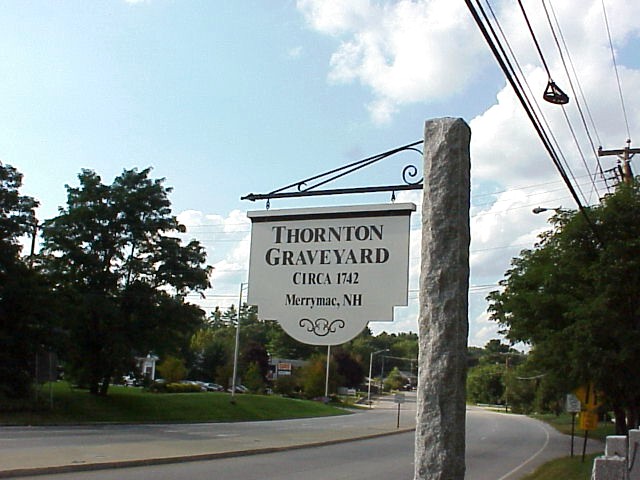 THORNTON
GRAVEYARD
CIRCA 1742
Merrymac, NH